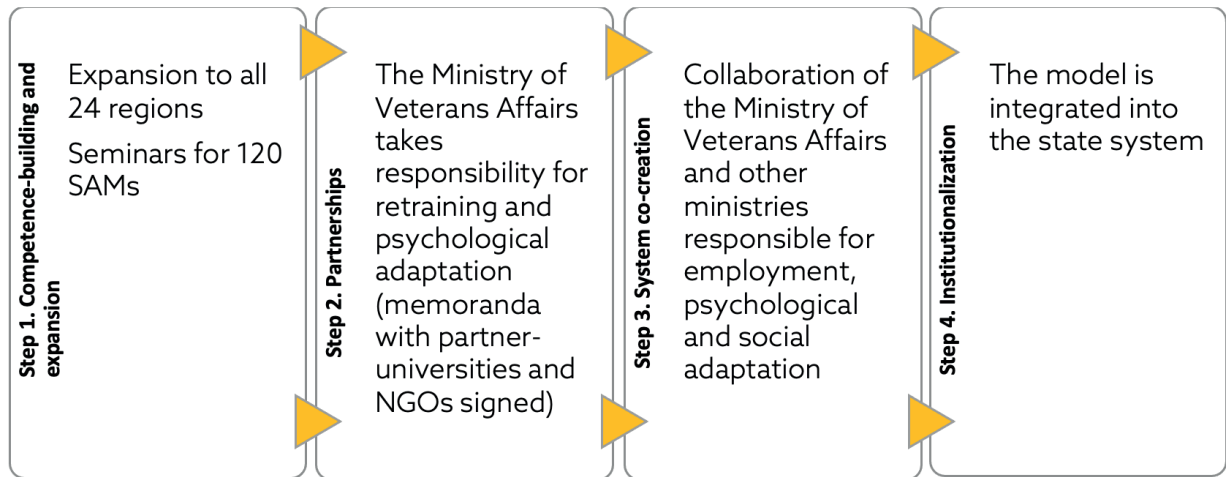 Step 1. Competence-building and
expansion
Expansion to all
24 regions
Seminars for 120
SAMs
Step 2. Partnerships
The Ministry of
Veterans Affairs
takes
responsibility for
retraining and
psychological
adaptation
(memoranda
with partner-
universities and
NGOs signed)
Step 3. System co-creation
Collaboration of
the Ministry of
Veterans Affairs
and other
ministries
responsible for
employment,
psychological
and social
adaptation
Step 4. Institutionalization
The model is
integrated into
the state system